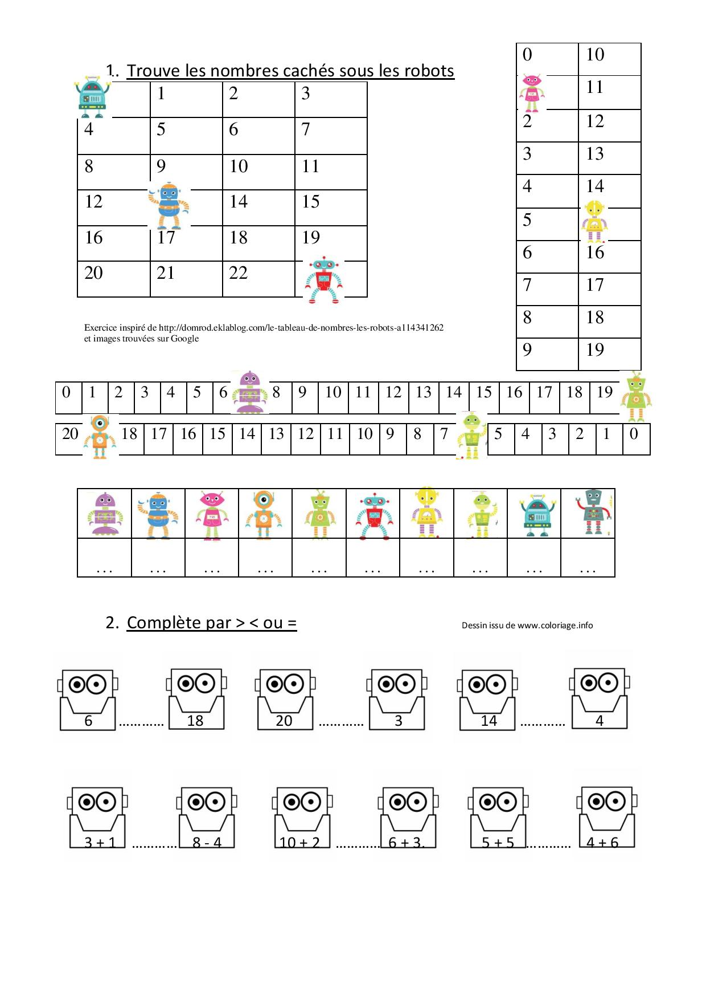 1. Trouve les nombres cachés sous les robots
1 2 3
4 5 6 7
8 9 10 11
12 14 15
16 17 18 19
20 21 22
0 10
11
2 12
3 13
4 14
5
6 16
7 17
8 18
9 19
Exercice inspiré de http://domrod.eklablog.com/le-tableau-de-nombres-les-robots-a114341262
et images trouvées sur Google
0 1 2 3 4 5 6 8 9 10 11 12 13 14 15 16 17 18 19
20 18 17 16 15 14 13 12 11 10 9 8 7 5 4 3 2 1 0
... ... ... ... ... ... ... ... ... ...
2. Complète par > < ou =
Dessin issu de www.coloriage.info
6 ………… 18 20 ………… 3 14 ………… 4
3 + 1 ………… 8 - 4 10 + 2 ………… 6 + 3. 5 + 5 ………… 4 + 6